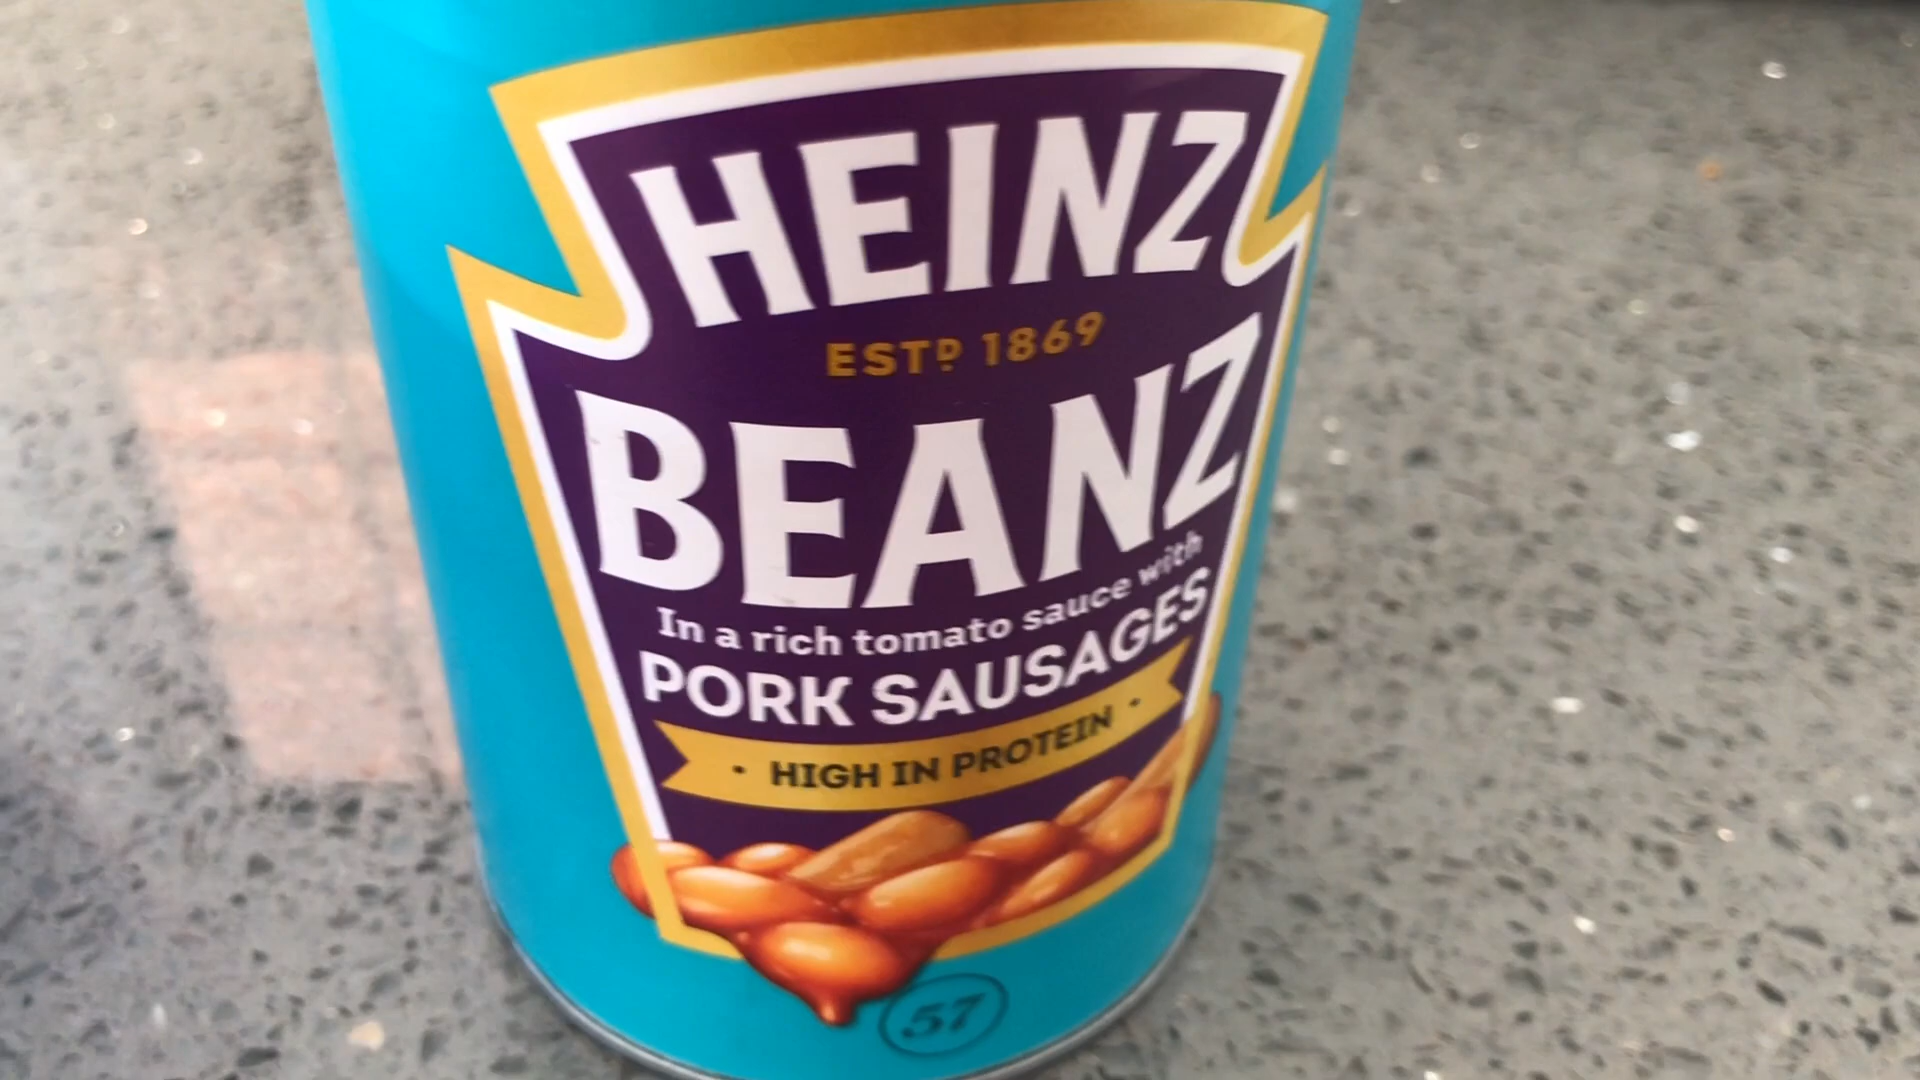 HEINZ
ESTD 1869
BEANZ
In a rich tomato sauce with
PORK SAUSAGES
• HIGH IN PROTEIN •
57